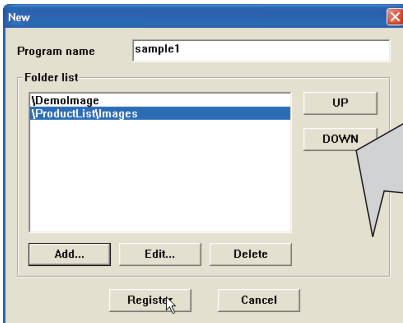 New
Program name sample1
Folder list
\DemoImage
\ProductList\Images
UP
DOWN
Add... Edit... Delete
Register Cancel